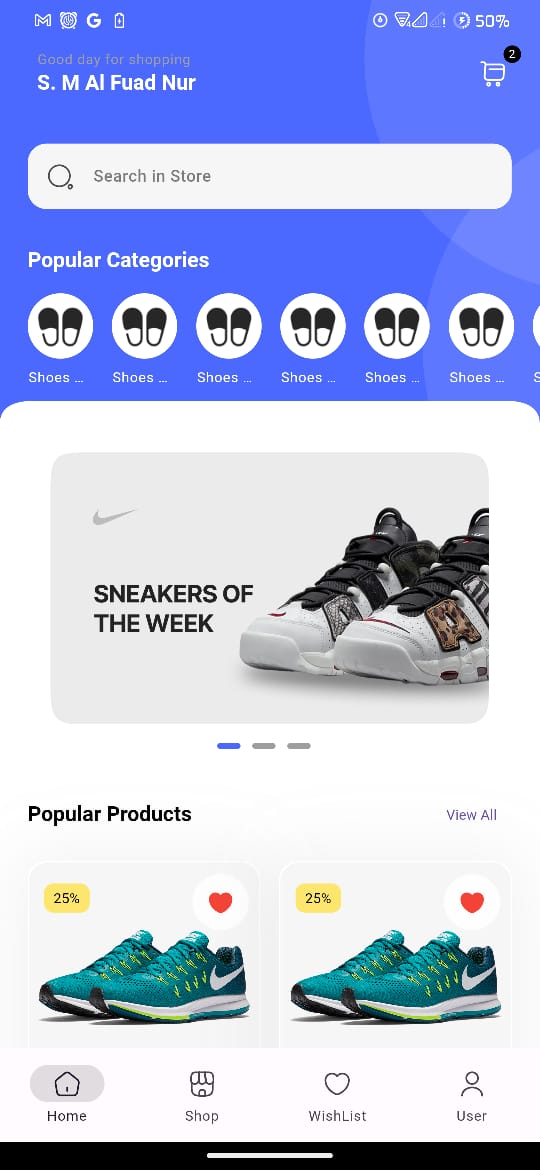 50%
Good day for shopping
S. M Al Fuad Nur
2
Search in Store
Popular Categories
Shoes ... Shoes ... Shoes ... Shoes ... Shoes ... Shoes ... S
SNEAKERS OF
THE WEEK
Popular Products
View All
25% 25%
Home Shop WishList User